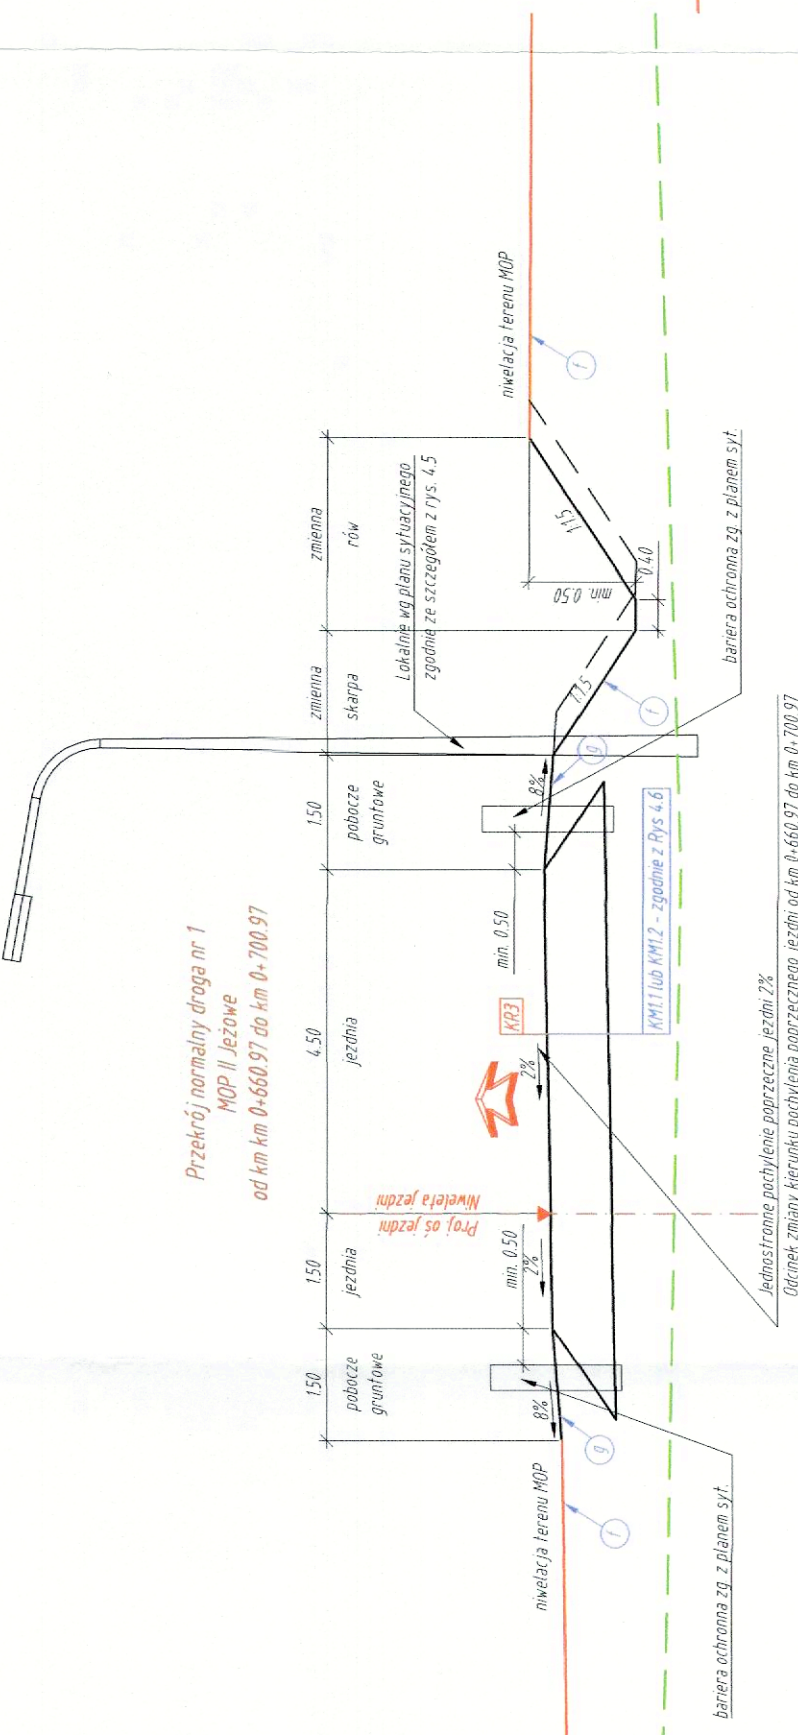 Przekrój normalny droga nr 1
MOP II Jeżowe
od km km 0+660.97 do km 0+700.97
1.50
1.50
4.50
1.50
zmienna
zmienna
pobocze
gruntowe
jezdnia
jezdnia
pobocze
gruntowe
skarpa
rów
Lokalnie wg planu sytuacyjnego
zgodnie ze szczegółem z rys. 4.5
Proj. oś jezdni
Niweleta jezdni
KR3
min. 0.50
min. 0.50
niwelacja terenu MOP
niwelacja terenu MOP
8%
2%
2%
8%
1:1.5
1:1.5
min. 0.50
0.40
f
g
g
f
f
KM1.1 lub KM1.2 - zgodnie z Rys 4.6
bariera ochronna zg. z planem syt.
bariera ochronna zg. z planem syt.
Jednostronne pochylenie poprzeczne jezdni 2%
Odcinek zmiany kierunku pochylenia poprzecznego jezdni od km 0+660.97 do km 0+700.97